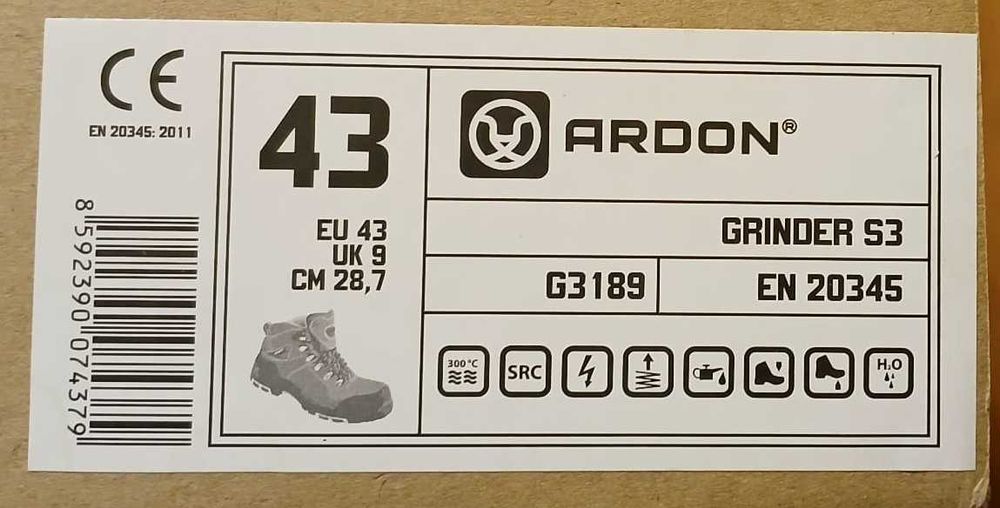 CE
EN 20345: 2011
8 592390 074379
43
EU 43
UK 9
CM 28,7
ARDON®
GRINDER S3
G3189
EN 20345
300°C
SRC
H₂O